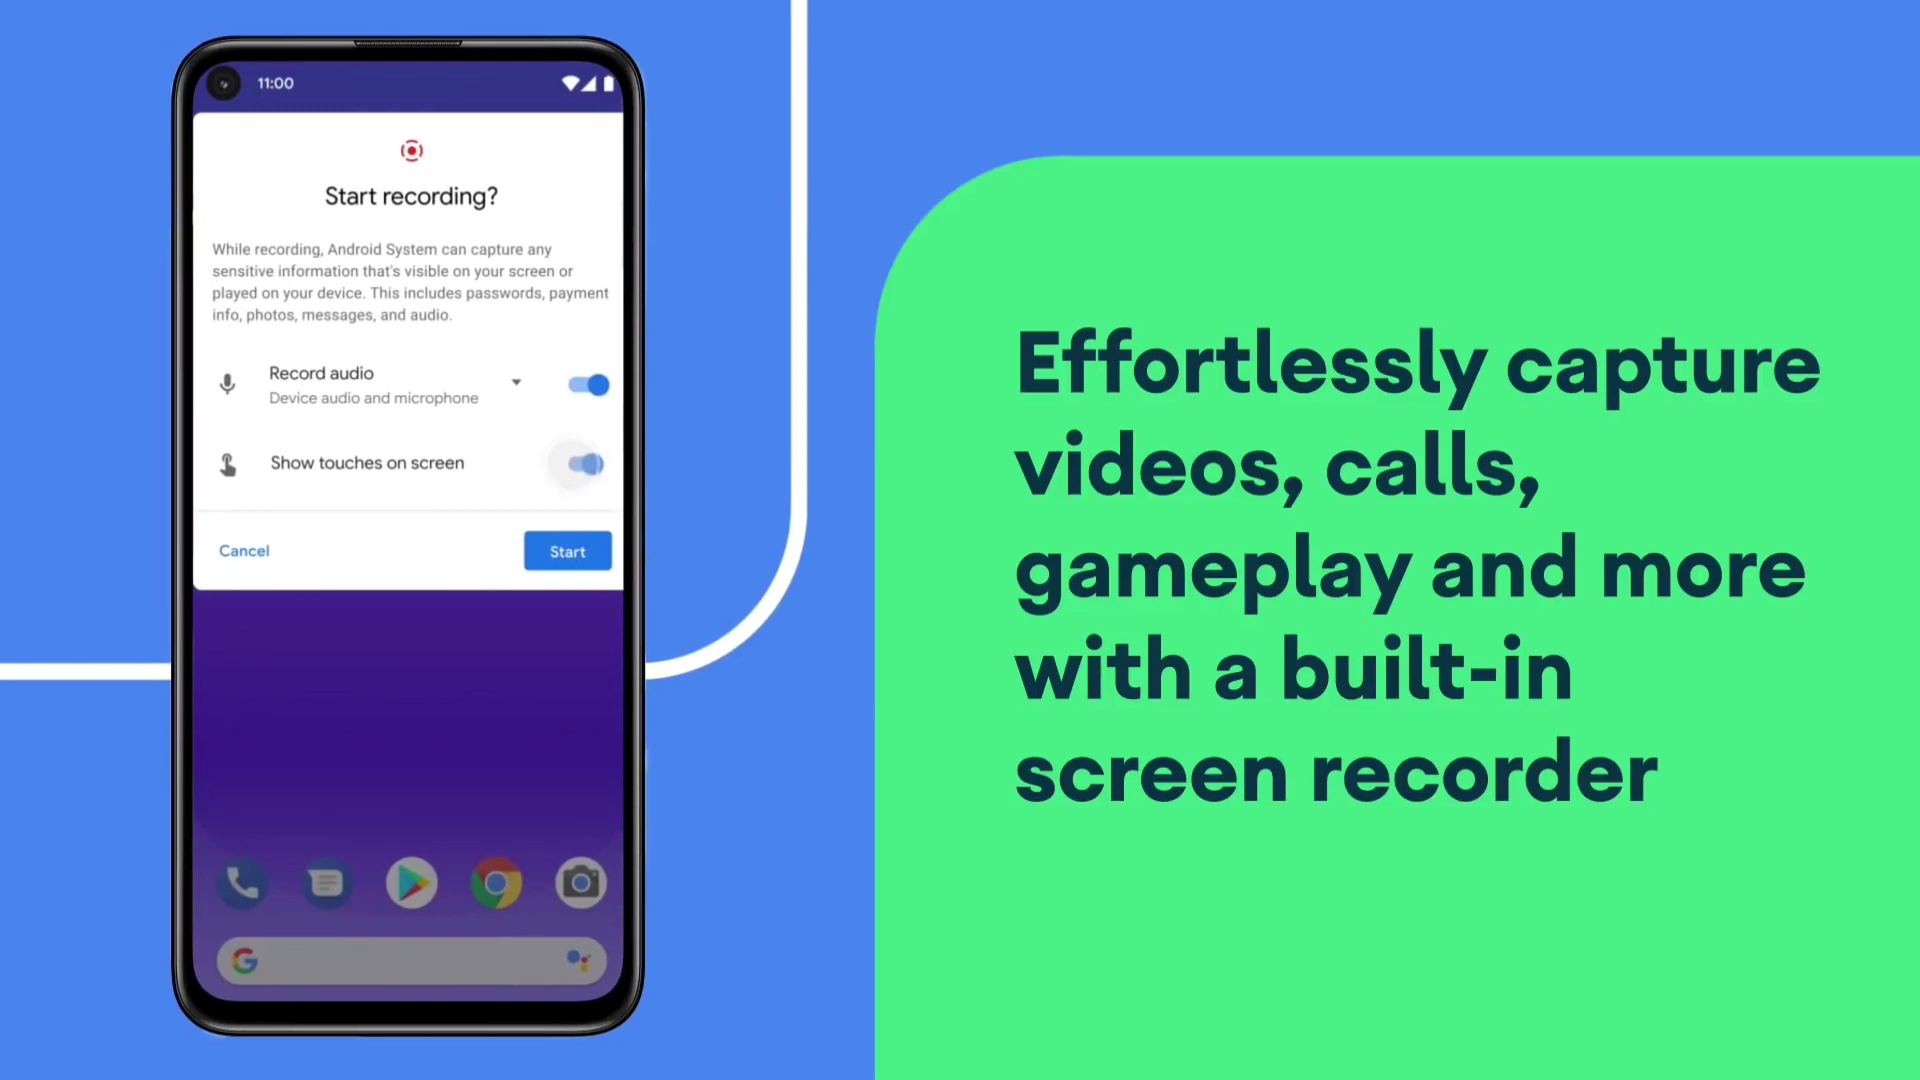 11:00
Start recording?
While recording, Android System can capture any
sensitive information that's visible on your screen or
played on your device. This includes passwords, payment
info, photos, messages, and audio.
Record audio
Device audio and microphone
Show touches on screen
Cancel
Start
Effortlessly capture
videos, calls,
gameplay and more
with a built-in
screen recorder